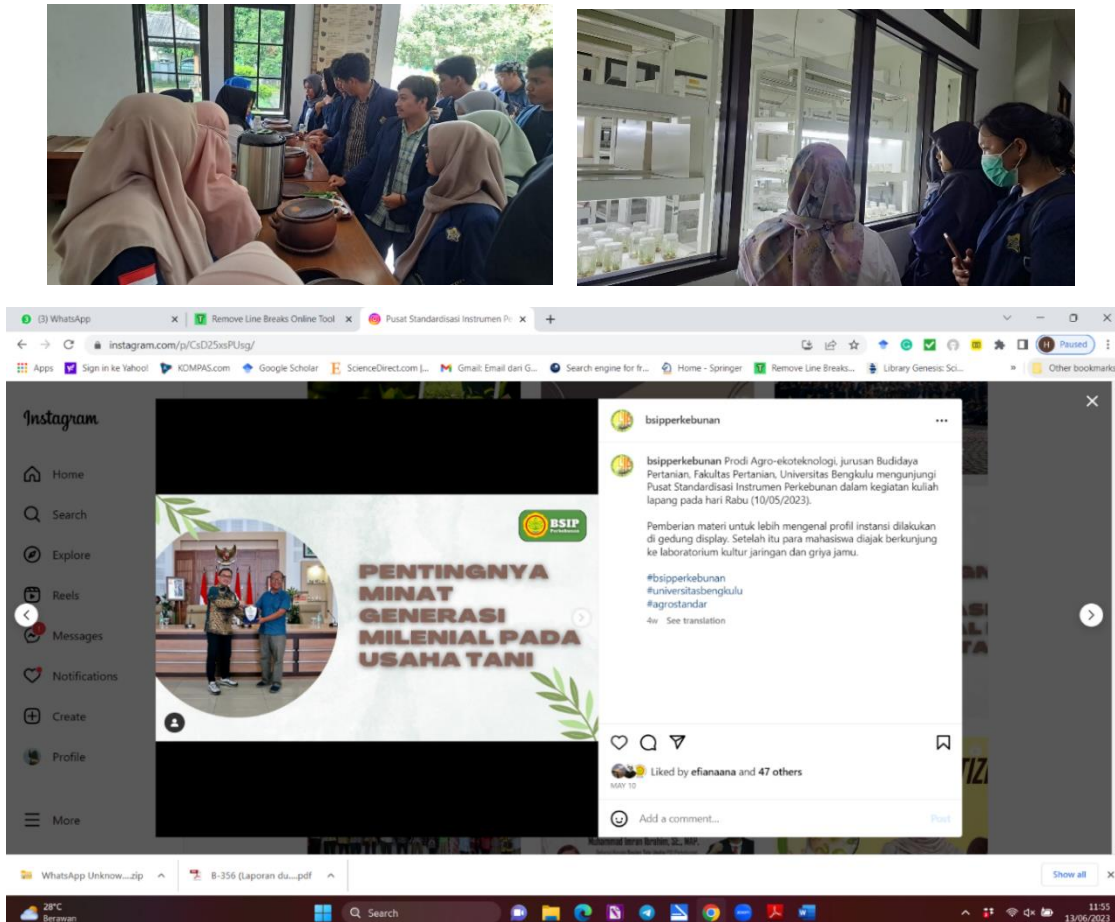 (3) WhatsApp
Remove Line Breaks Online Tool
Pusat Standardisasi Instrumen Pe
instagram.com/p/CsD25xsPUsg/
Paused
Apps
Sign in ke Yahoo!
KOMPAS.com
Google Scholar
ScienceDirect.com |...
Gmail: Email dari G...
Search engine for fr...
Home - Springer
Remove Line Breaks...
Library Genesis: Sci...
Other bookmarks
Instagram
Home
Search
Explore
Reels
Messages
Notifications
Create
Profile
More
BSIP
Perkebunan
PENTINGNYA
MINAT
GENERASI
MILENIAL PADA
USAHA TANI
bsipperkebunan
bsipperkebunan Prodi Agro-ekoteknologi, jurusan Budidaya
Pertanian, Fakultas Pertanian, Universitas Bengkulu mengunjungi
Pusat Standardisasi Instrumen Perkebunan dalam kegiatan kuliah
lapang pada hari Rabu (10/05/2023).
Pemberian materi untuk lebih mengenal profil instansi dilakukan
di gedung display. Setelah itu para mahasiswa diajak berkunjung
ke laboratorium kultur jaringan dan griya jamu.
#bsipperkebunan
#universitasbengkulu
#agrostandar
4w See translation
Liked by efianaana and 47 others
MAY 10
Add a comment...
Post
Muhammad Imron Ibrahim, SE., MAP.
WhatsApp Unknow....zip
B-356 (Laporan du....pdf
Show all
28°C
Berawan
Search
11:55
13/06/2023